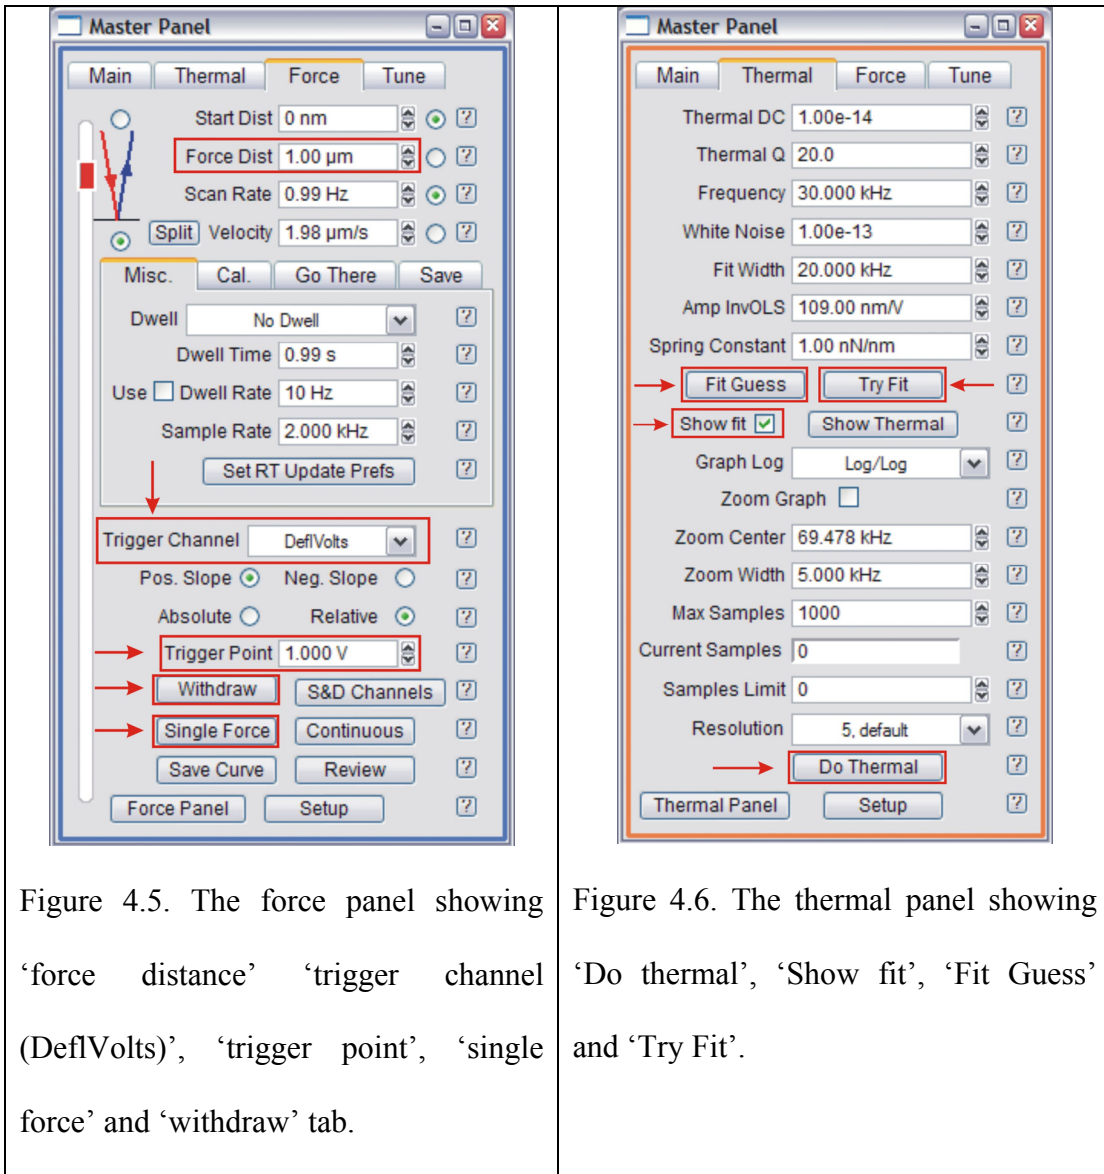 Master Panel
Main Thermal Force Tune
Start Dist 0 nm ?
Force Dist 1.00 µm ?
Scan Rate 0.99 Hz ?
Split Velocity 1.98 µm/s ?
Misc. Cal. Go There Save
Dwell No Dwell ?
Dwell Time 0.99 s ?
Use Dwell Rate 10 Hz ?
Sample Rate 2.000 kHz ?
Set RT Update Prefs ?
Trigger Channel DeflVolts ?
Pos. Slope Neg. Slope ?
Absolute Relative ?
Trigger Point 1.000 V ?
Withdraw S&D Channels ?
Single Force Continuous ?
Save Curve Review ?
Force Panel Setup ?
Figure 4.5. The force panel showing
‘force distance’ ‘trigger channel
(DeflVolts)’, ‘trigger point’, ‘single
force’ and ‘withdraw’ tab.
Master Panel
Main Thermal Force Tune
Thermal DC 1.00e-14 ?
Thermal Q 20.0 ?
Frequency 30.000 kHz ?
White Noise 1.00e-13 ?
Fit Width 20.000 kHz ?
Amp InvOLS 109.00 nm/V ?
Spring Constant 1.00 nN/nm ?
Fit Guess Try Fit ?
Show fit Show Thermal ?
Graph Log Log/Log ?
Zoom Graph ?
Zoom Center 69.478 kHz ?
Zoom Width 5.000 kHz ?
Max Samples 1000 ?
Current Samples 0 ?
Samples Limit 0 ?
Resolution 5, default ?
Do Thermal ?
Thermal Panel Setup ?
Figure 4.6. The thermal panel showing
‘Do thermal’, ‘Show fit’, ‘Fit Guess’
and ‘Try Fit’.